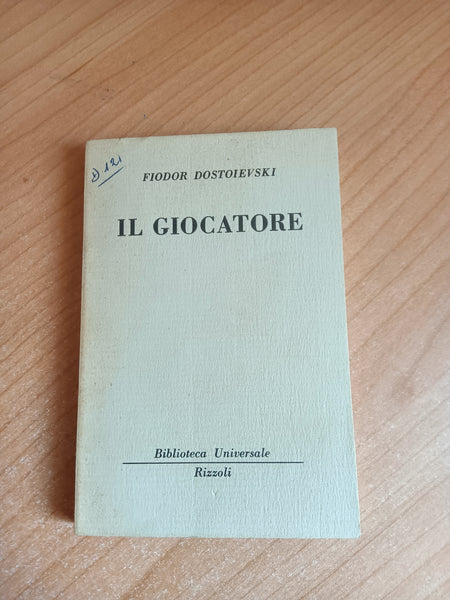 D 121
FIODOR DOSTOIEVSKI
IL GIOCATORE
Biblioteca Universale
Rizzoli